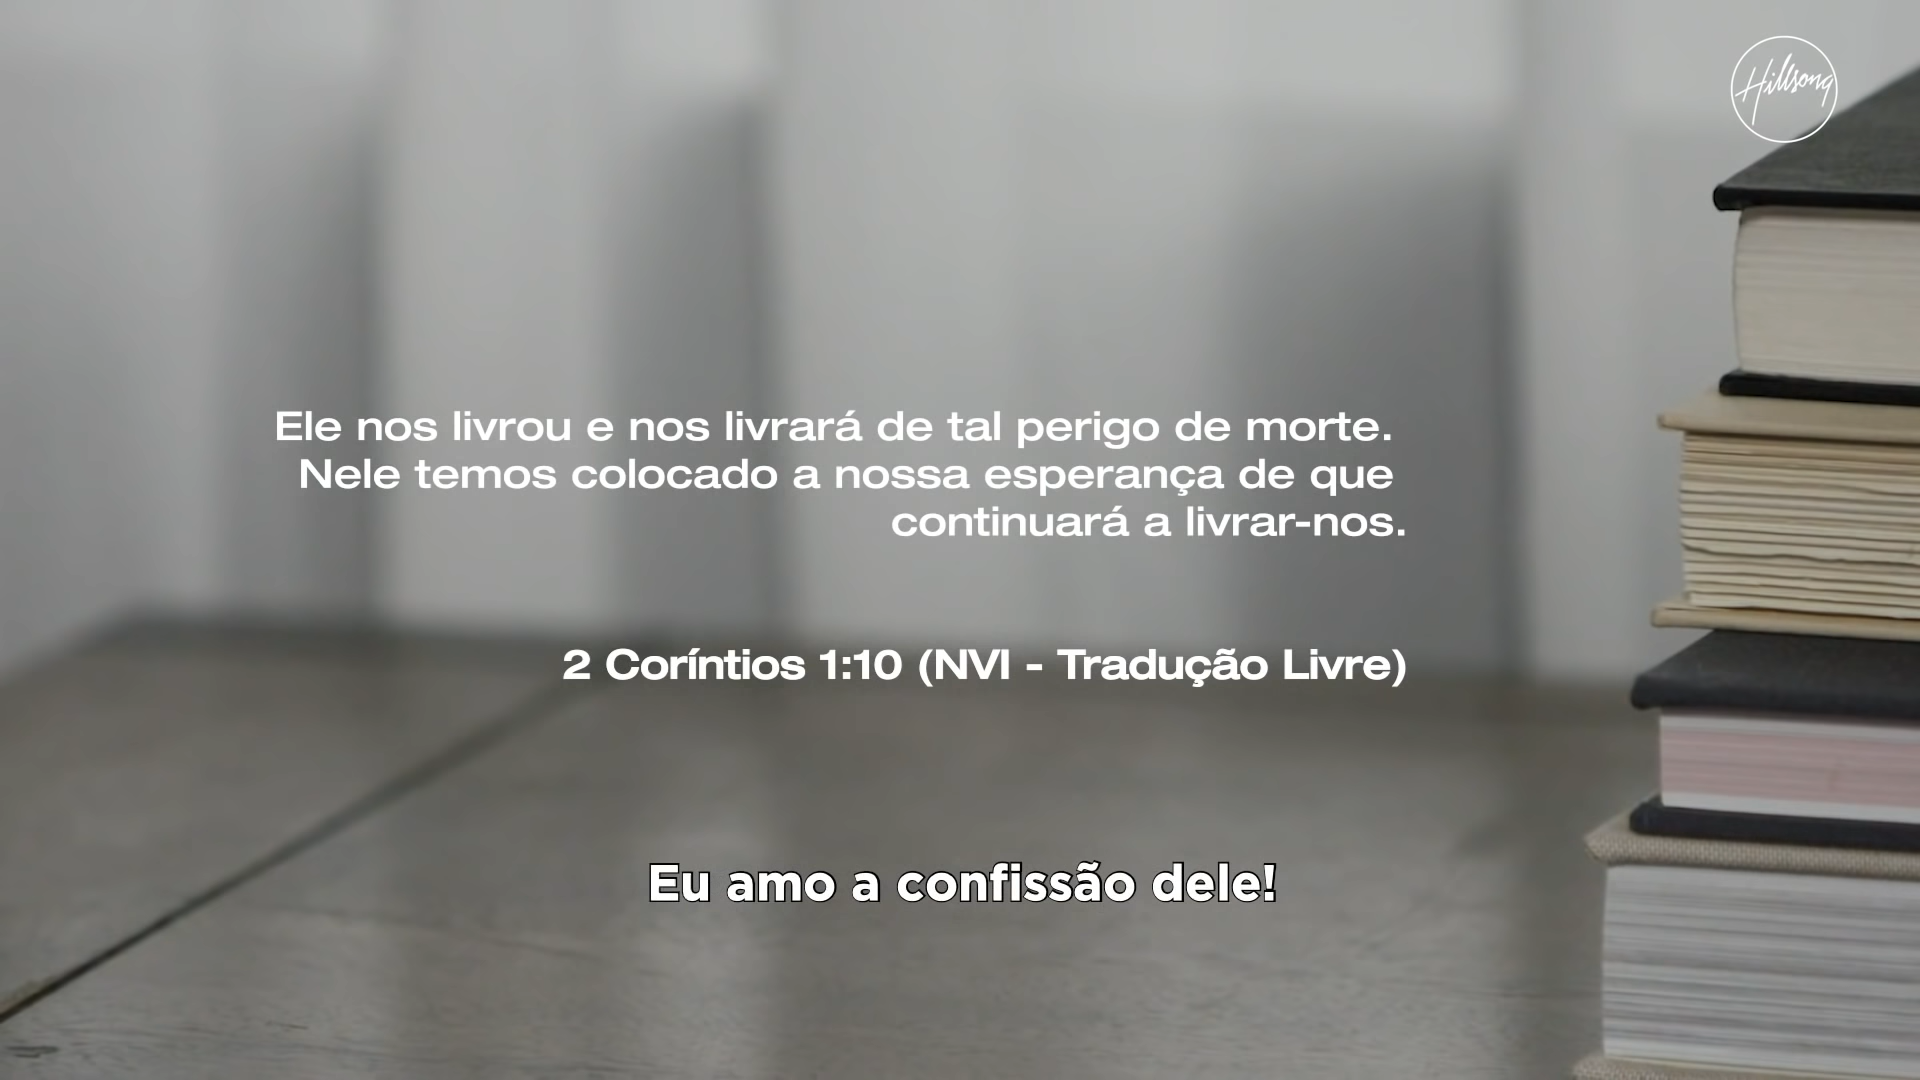 Hillsong
Ele nos livrou e nos livrará de tal perigo de morte.
Nele temos colocado a nossa esperança de que
continuará a livrar-nos.
2 Coríntios 1:10 (NVI - Tradução Livre)
Eu amo a confissão dele!